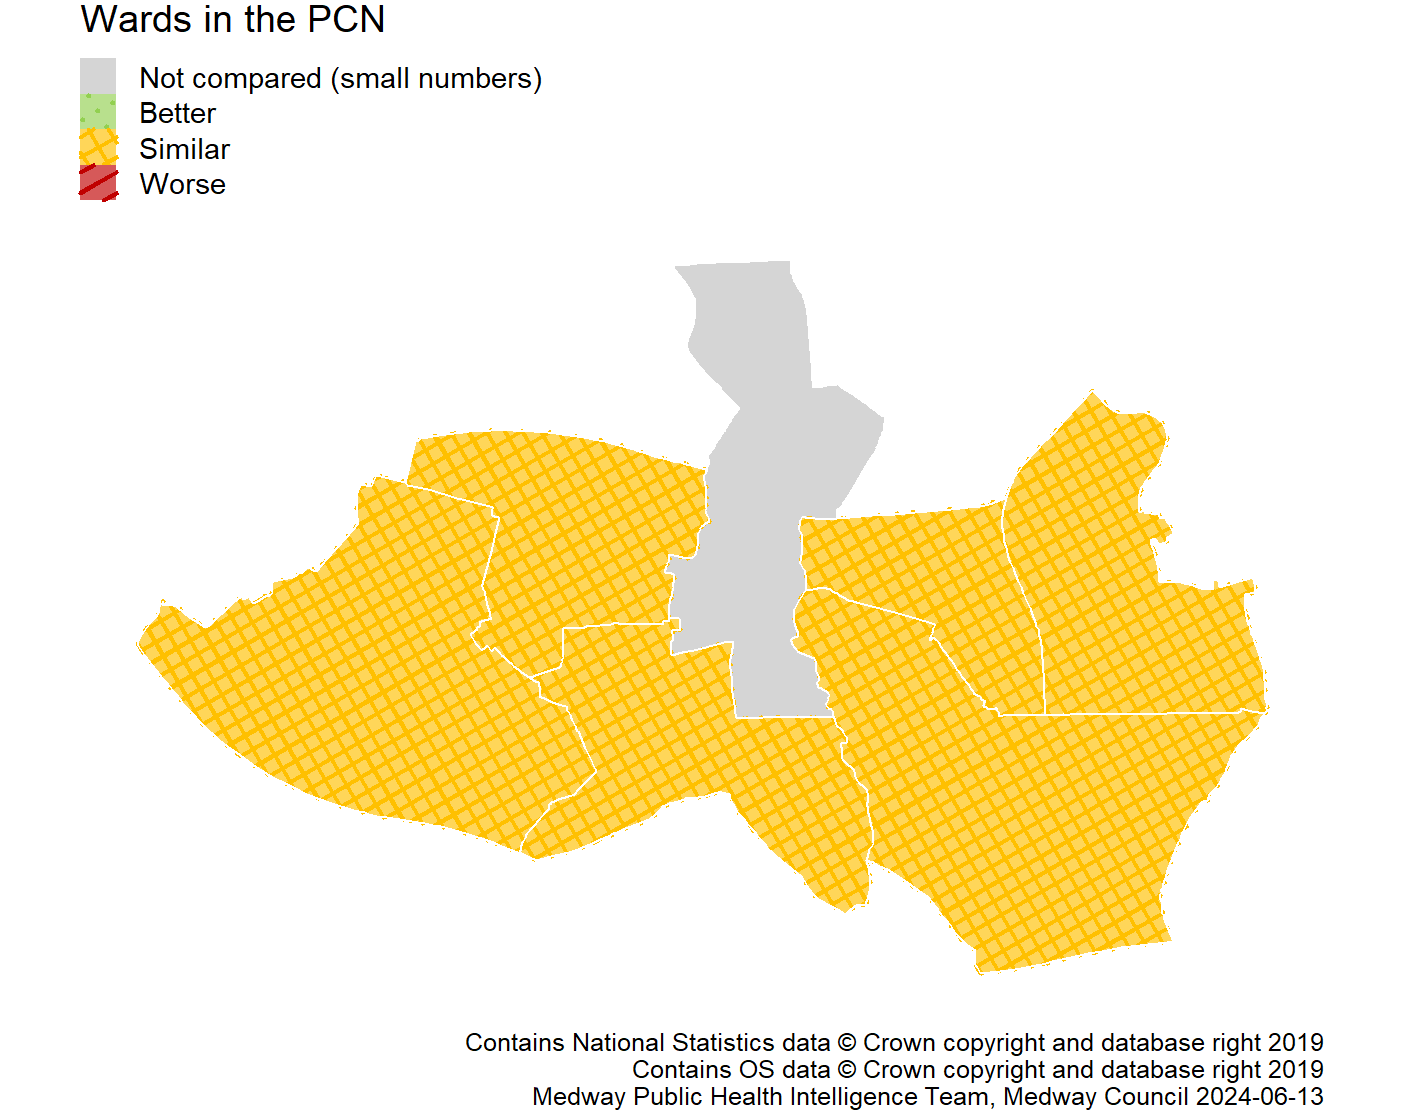 Wards in the PCN
Not compared (small numbers)
Better
Similar
Worse
Contains National Statistics data © Crown copyright and database right 2019
Contains OS data © Crown copyright and database right 2019
Medway Public Health Intelligence Team, Medway Council 2024-06-13